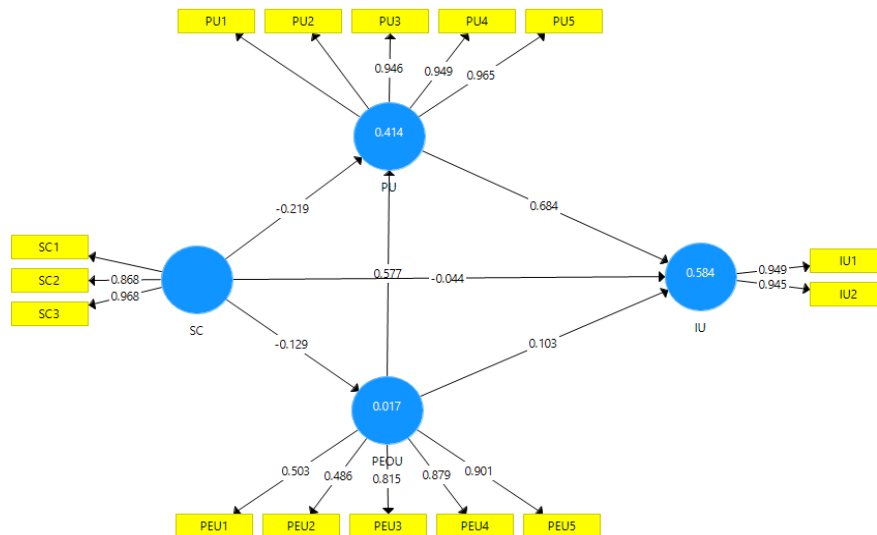 PU1 PU2 PU3 PU4 PU5
0.946 0.949 0.965
0.414
PU
-0.219 0.684
SC1
SC2 0.868
SC3 0.968
SC
0.577 -0.044
0.584
IU
0.949 IU1
0.945 IU2
-0.129 0.103
0.017
PEOU
0.503 0.486 0.815 0.879 0.901
PEU1 PEU2 PEU3 PEU4 PEU5